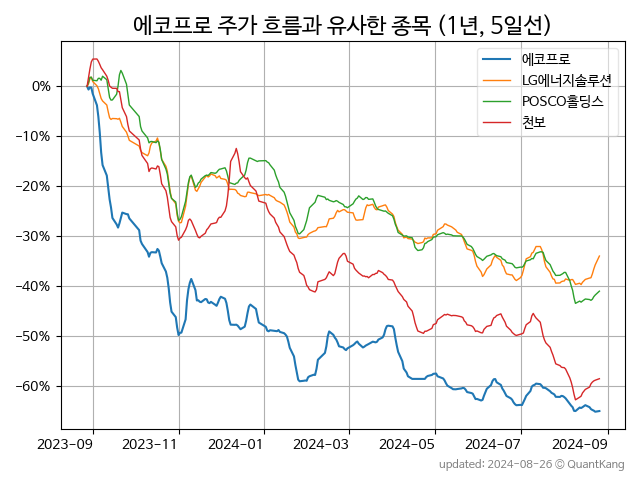 에코프로 주가 흐름과 유사한 종목 (1년, 5일선)
에코프로
LG에너지솔루션
POSCO홀딩스
천보
0%
−10%
−20%
−30%
−40%
−50%
−60%
2023-09 2023-11 2024-01 2024-03 2024-05 2024-07 2024-09
updated: 2024-08-26 © QuantKang